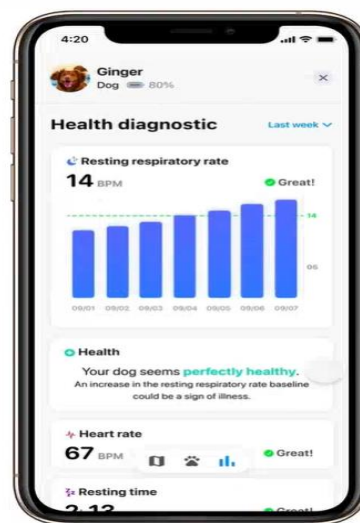 4:20
Ginger
Dog 80%
Health diagnostic
Last week
Resting respiratory rate
14 BPM
Great!
14
05
09/01 09/02 09/03 09/04 09/05 09/06 09/07
Health
Your dog seems perfectly healthy.
An increase in the resting respiratory rate baseline
could be a sign of illness.
Heart rate
67 BPM
Great!
Resting time
Great!